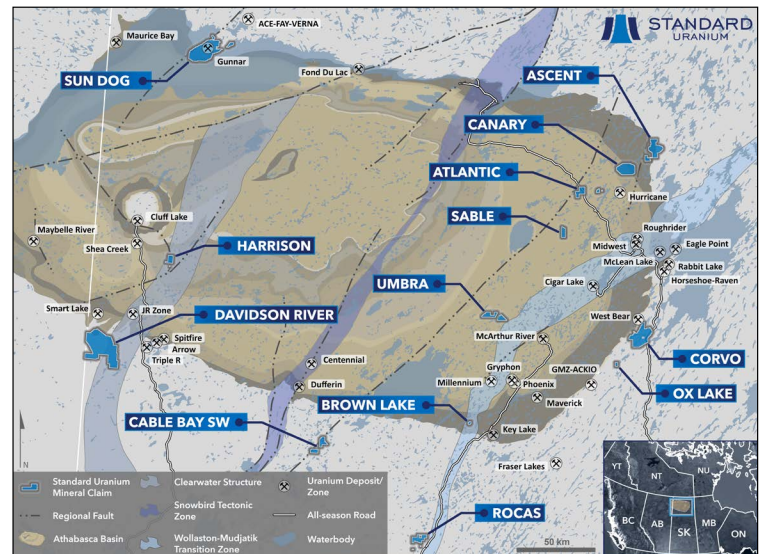 STANDARD
URANIUM
ACE-FAY-VERNA
Maurice Bay
Gunnar
SUN DOG
Fond Du Lac
ASCENT
CANARY
ATLANTIC
Hurricane
SABLE
Cluff Lake
Maybelle River
Shea Creek
HARRISON
Roughrider
Midwest
Eagle Point
McLean Lake
Rabbit Lake
Horseshoe-Raven
Cigar Lake
UMBRA
Smart Lake
JR Zone
DAVIDSON RIVER
West Bear
Spitfire
Arrow
Triple R
McArthur River
CORVO
Centennial
Gryphon
GMZ-ACKIO
Millennium
Phoenix
OX LAKE
Dufferin
Maverick
BROWN LAKE
CABLE BAY SW
Key Lake
Fraser Lakes
ROCAS
N
Standard Uranium
Mineral Claim
Clearwater Structure
Uranium Deposit/
Zone
Regional Fault
Snowbird Tectonic
Zone
All-season Road
Athabasca Basin
Wollaston-Mudjatik
Transition Zone
Waterbody
50 km
YT
NT
NU
BC
AB
SK
MB
ON